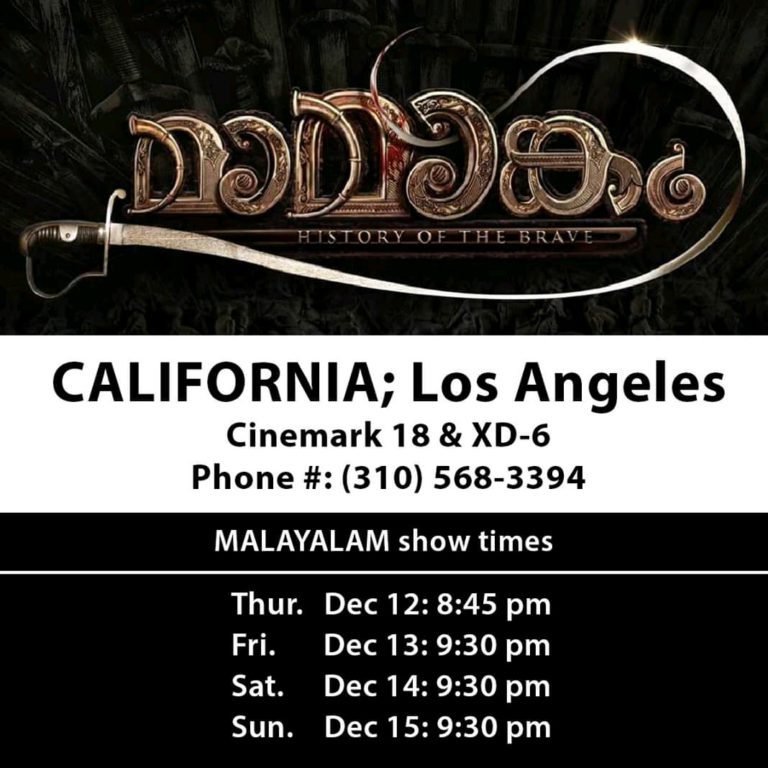 മാമാങ്കം
HISTORY OF THE BRAVE
CALIFORNIA; Los Angeles
Cinemark 18 & XD-6
Phone #: (310) 568-3394
MALAYALAM show times
Thur. Dec 12: 8:45 pm
Fri. Dec 13: 9:30 pm
Sat. Dec 14: 9:30 pm
Sun. Dec 15: 9:30 pm